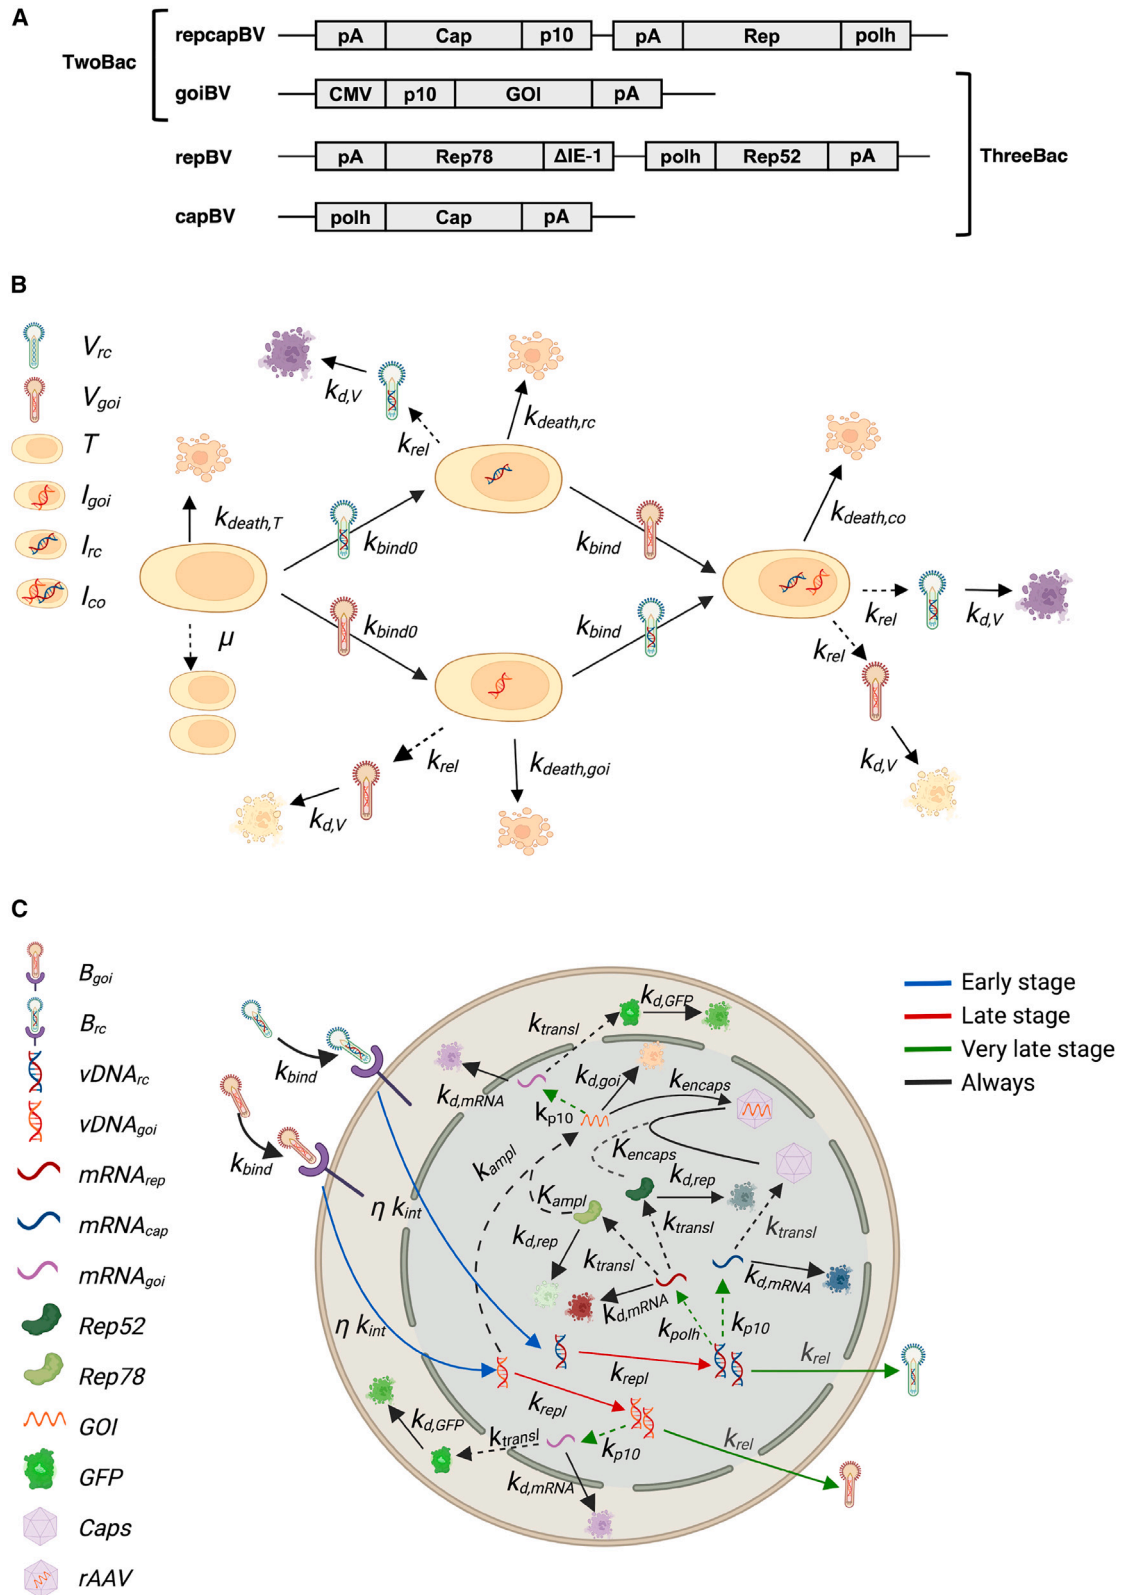 A
TwoBac
repcapBV
pA Cap p10 pA Rep polh
goiBV
CMV p10 GOI pA
repBV
pA Rep78 ΔIE-1 polh Rep52 pA
capBV
polh Cap pA
ThreeBac
B
Vrc
Vgoi
T
Igoi
Irc
Ico
kd,V
krel
kdeath,rc
kdeath,T
kbind0
kbind
kdeath,co
μ
kbind0
kbind
krel
kd,V
krel
kd,V
krel
kd,V
kdeath,goi
C
Bgoi
Brc
vDNArc
vDNAgoi
mRNArep
mRNAcap
mRNAgoi
Rep52
Rep78
GOI
GFP
Caps
rAAV
kbind
kbind
η kint
η kint
kd,GFP
ktransl
kd,mRNA
kp10
kd,goi
kencaps
kampl
Kampl
Kencaps
kd,rep
ktransl
ktransl
kd,rep
ktransl
kd,mRNA
kd,mRNA
kpolh
kp10
krepl
krel
krepl
kd,GFP
ktransl
kp10
krel
kd,mRNA
Early stage
Late stage
Very late stage
Always